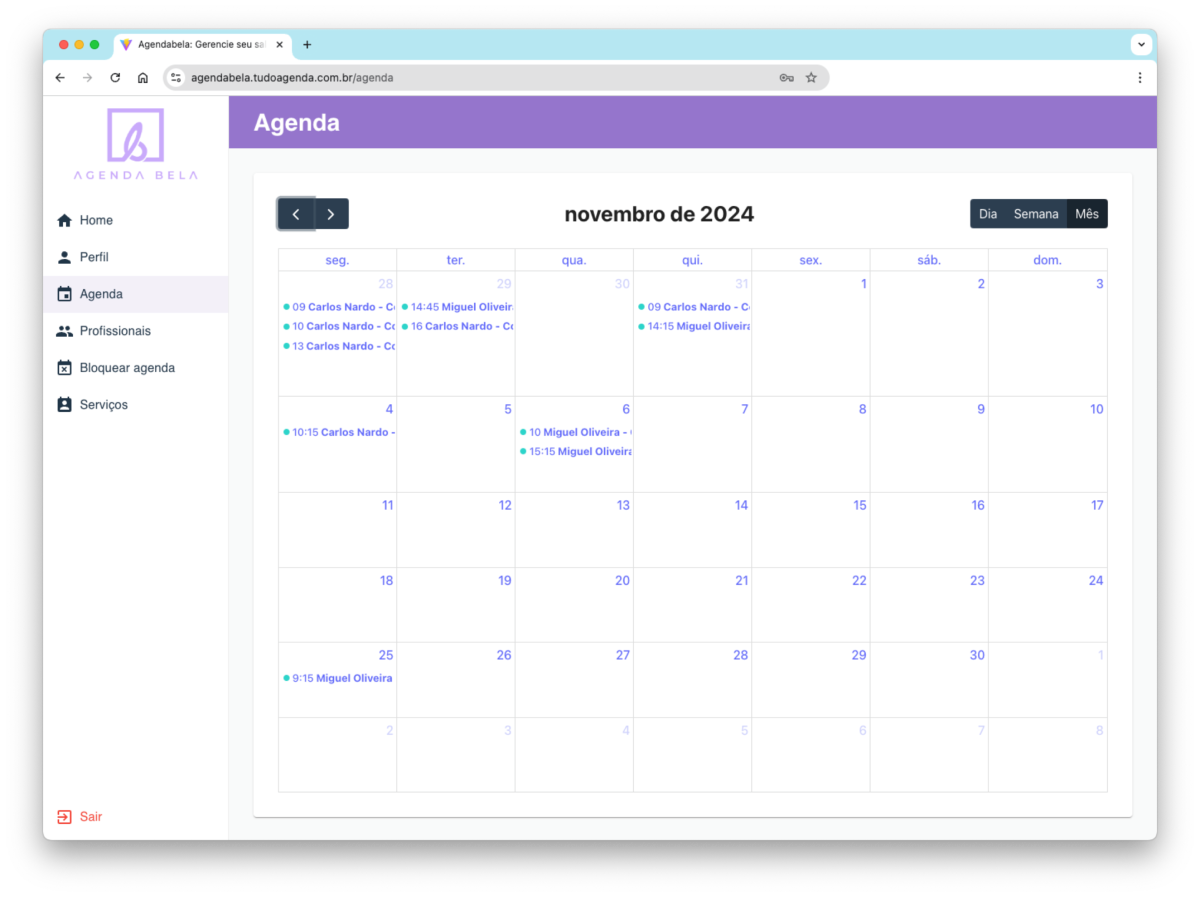 Agendabela: Gerencie seu
agendabela.tudoagenda.com.br/agenda
AGENDA BELA
Home
Perfil
Agenda
Profissionais
Bloquear agenda
Serviços
Sair
Agenda
novembro de 2024
Dia Semana Mês
seg. ter. qua. qui. sex. sáb. dom.
28 29 30 31 1 2 3
09 Carlos Nardo - 14:45 Miguel 09 Carlos Nardo -
10 Carlos Nardo - 16 Carlos Nardo - 14:15 Miguel Oliveira
13 Carlos Nardo -
4 5 6 7 8 9 10
10:15 Carlos Nardo - 10 Miguel Oliveira -
15:15 Miguel Oliveira
11 12 13 14 15 16 17
18 19 20 21 22 23 24
25 26 27 28 29 30 1
9:15 Miguel Oliveira
2 3 4 5 6 7 8